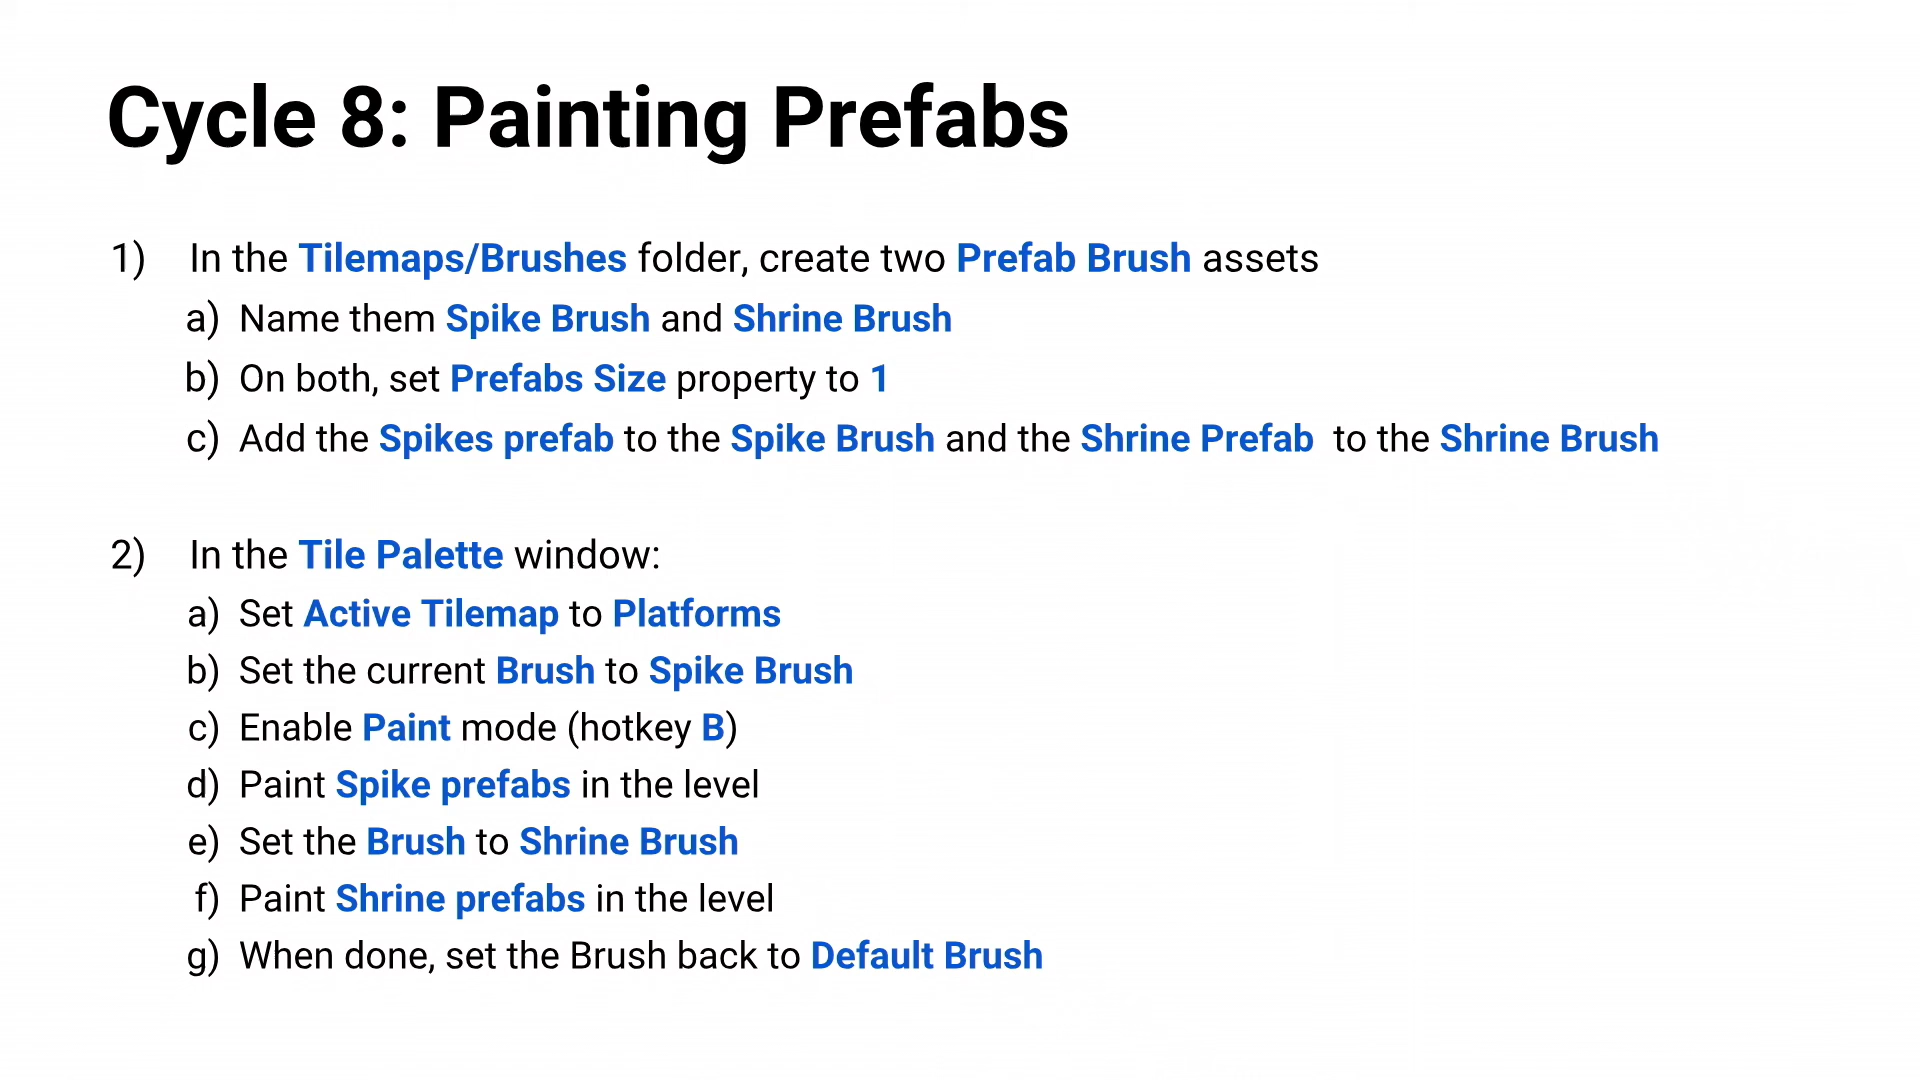 Cycle 8: Painting Prefabs
1) In the Tilemaps/Brushes folder, create two Prefab Brush assets
a) Name them Spike Brush and Shrine Brush
b) On both, set Prefabs Size property to 1
c) Add the Spikes prefab to the Spike Brush and the Shrine Prefab  to the Shrine Brush
2) In the Tile Palette window:
a) Set Active Tilemap to Platforms
b) Set the current Brush to Spike Brush
c) Enable Paint mode (hotkey B)
d) Paint Spike prefabs in the level
e) Set the Brush to Shrine Brush
f) Paint Shrine prefabs in the level
g) When done, set the Brush back to Default Brush